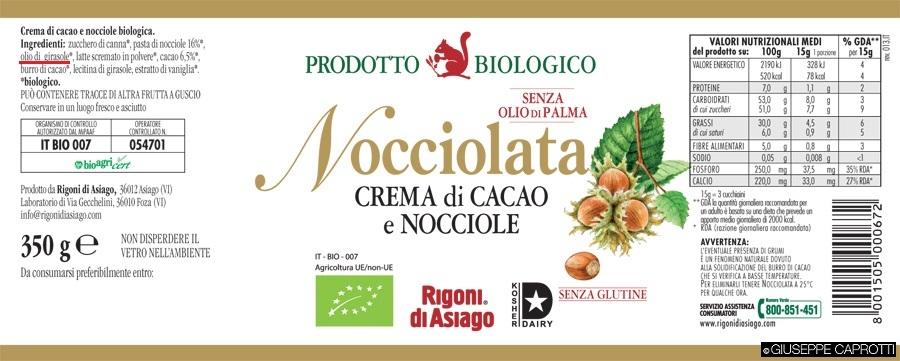 Crema di cacao e nocciole biologica.
Ingredienti: zucchero di canna*, pasta di nocciole 16%*,
olio di girasole*, latte scremato in polvere*, cacao 6,5%*,
burro di cacao*, lecitina di girasole, estratto di vaniglia*.
*biologico.
PUÒ CONTENERE TRACCE DI ALTRA FRUTTA A GUSCIO
Conservare in un luogo fresco e asciutto
ORGANISMO DI CONTROLLO
AUTORIZZATO DAL MIPAAF
IT BIO 007
OPERATORE
CONTROLLATO N.
054701
bioagricert
Prodotto da Rigoni di Asiago, 36012 Asiago (VI)
Laboratorio di Via Gecchelini, 36010 Foza (VI)
info@rigonidiasago.com
350 g e
NON DISPERDERE IL
VETRO NELL'AMBIENTE
Da consumarsi preferibilmente entro:
PRODOTTO BIOLOGICO
SENZA
OLIO DI PALMA
Nocciolata
CREMA di CACAO
e NOCCIOLE
IT - BIO - 007
Agricoltura UE/non-UE
Rigoni
di Asiago®
KOSHER
D
DAIRY
SENZA GLUTINE
VALORI NUTRIZIONALI MEDI % GDA**
del prodotto su: 100g 15g 1 porzione per 15g
VALORE ENERGETICO 2190 kJ 328 kJ 4
520 kcal 78 kcal 4
PROTEINE 7,0 g 1,1 g 2
CARBOIDRATI 53,0 g 8,0 g 3
di cui zuccheri 51,0 g 7,7 g 9
GRASSI 30,0 g 4,5 g 6
di cui saturi 6,0 g 0,9 g 5
FIBRE ALIMENTARI 5,0 g 0,8 g 3
SODIO 0,05 g 0,008 g <1
FOSFORO 250,0 mg 37,5 mg 35% RDA*
CALCIO 220,0 mg 33,0 mg 27% RDA*
15g = 3 cucchiaini
** GDA la quantità giornaliera raccomandata per
un adulto è basata su una dieta che prevede un
apporto medio giornaliero di 2000 kcal.
* RDA (razione giornaliera raccomandata)
AVVERTENZA:
L'EVENTUALE PRESENZA DI GRUMI
È UN FENOMENO NATURALE DOVUTO
ALLA SOLIDIFICAZIONE DEL BURRO DI CACAO
CHE SI VERIFICA A BASSE TEMPERATURE.
PER ELIMINARLI TENERE NOCCIOLATA A 25°C
PER QUALCHE ORA.
SERVIZIO ASSISTENZA
CONSUMATORI
Numero Verde
800-851-451
www.rigonidiasago.com
rev. 013.IT
8 001505 000672
©GIUSEPPE CAPROTTI